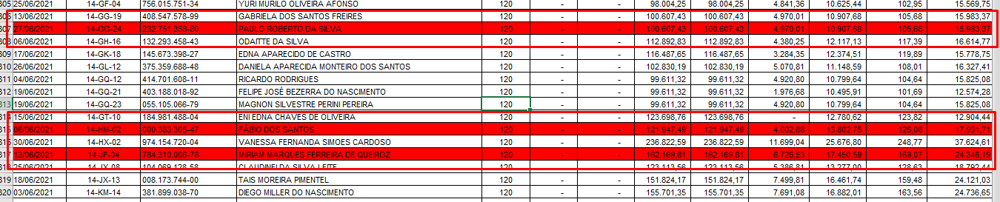 305 25/06/2021 14-GF-04 756.015.751-34 YURI MURILO OLIVEIRA AFONSO 120 - - 98.004,25 98.004,25 4.841,36 10.625,44 102,95 15.569,75
306 13/06/2021 14-GG-19 408.547.578-99 GABRIELA DOS SANTOS FREIRES 120 - - 100.607,43 100.607,43 4.970,01 10.907,68 105,68 15.983,37
307 27/06/2021 14-GG-24 232.751.358-80 PAULO ROBERTO DA SILVA 120 - - 100.607,43 100.607,43 4.970,01 10.907,68 105,68 15.983,37
308 06/06/2021 14-GH-16 132.293.458-43 ODAITTE DA SILVA 120 - - 112.892,83 112.892,83 4.380,25 12.117,13 117,39 16.614,77
309 17/06/2021 14-GK-18 145.673.398-27 EDNA APARECIDO DE CASTRO 120 - - 116.487,65 116.487,65 3.284,35 12.374,51 119,89 15.778,75
310 26/06/2021 14-GL-12 375.359.688-48 DANIELA APARECIDA MONTEIRO DOS SANTOS 120 - - 102.830,19 102.830,19 5.070,81 11.148,59 108,01 16.327,41
311 04/06/2021 14-GQ-12 414.701.608-11 RICARDO RODRIGUES 120 - - 99.611,32 99.611,32 4.920,80 10.799,64 104,64 15.825,08
312 19/06/2021 14-GQ-21 403.188.018-92 FELIPE JOSÉ BEZERRA DO NASCIMENTO 120 - - 99.611,32 99.611,32 1.976,68 10.495,91 101,69 12.574,28
313 19/06/2021 14-GQ-23 055.105.066-79 MAGNON SILVESTRE PERINI PEREIRA 120 - - 99.611,32 99.611,32 4.920,80 10.799,64 104,64 15.825,08
314 15/06/2021 14-GT-10 184.981.488-04 ENI EDNA CHAVES DE OLIVEIRA 120 - - 123.698,76 123.698,76 - 12.780,62 123,82 12.904,44
315 06/06/2021 14-HM-02 000.383.305-47 FÁBIO DOS SANTOS 120 - - 121.947,49 121.947,49 4.002,88 13.802,75 126,08 17.931,71
316 30/06/2021 14-HX-02 974.154.720-04 VANESSA FERNANDA SIMOES CARDOSO 120 - - 236.822,59 236.822,59 11.699,04 25.676,80 248,77 37.624,61
317 13/06/2021 14-JF-04 784.310.006-78 MIRIAM MARQUES FERREIRA DE QUEIROZ 120 - - 162.169,81 162.169,81 6.726,53 17.450,59 169,07 24.346,19
318 25/06/2021 14-JX-08 104.069.128-58 CLAUDINEI DA SILVA LEITE 120 - - 123.113,56 123.113,56 5.386,81 13.277,00 128,63 18.792,44
319 18/06/2021 14-JX-13 008.173.744-00 TAIS MOREIRA PIMENTEL 120 - - 151.824,17 151.824,17 7.499,81 16.461,74 159,48 24.121,03
320 03/06/2021 14-KM-14 381.899.038-70 DIEGO MILLER DO NASCIMENTO 120 - - 155.701,35 155.701,35 7.691,08 16.882,01 163,56 24.736,65